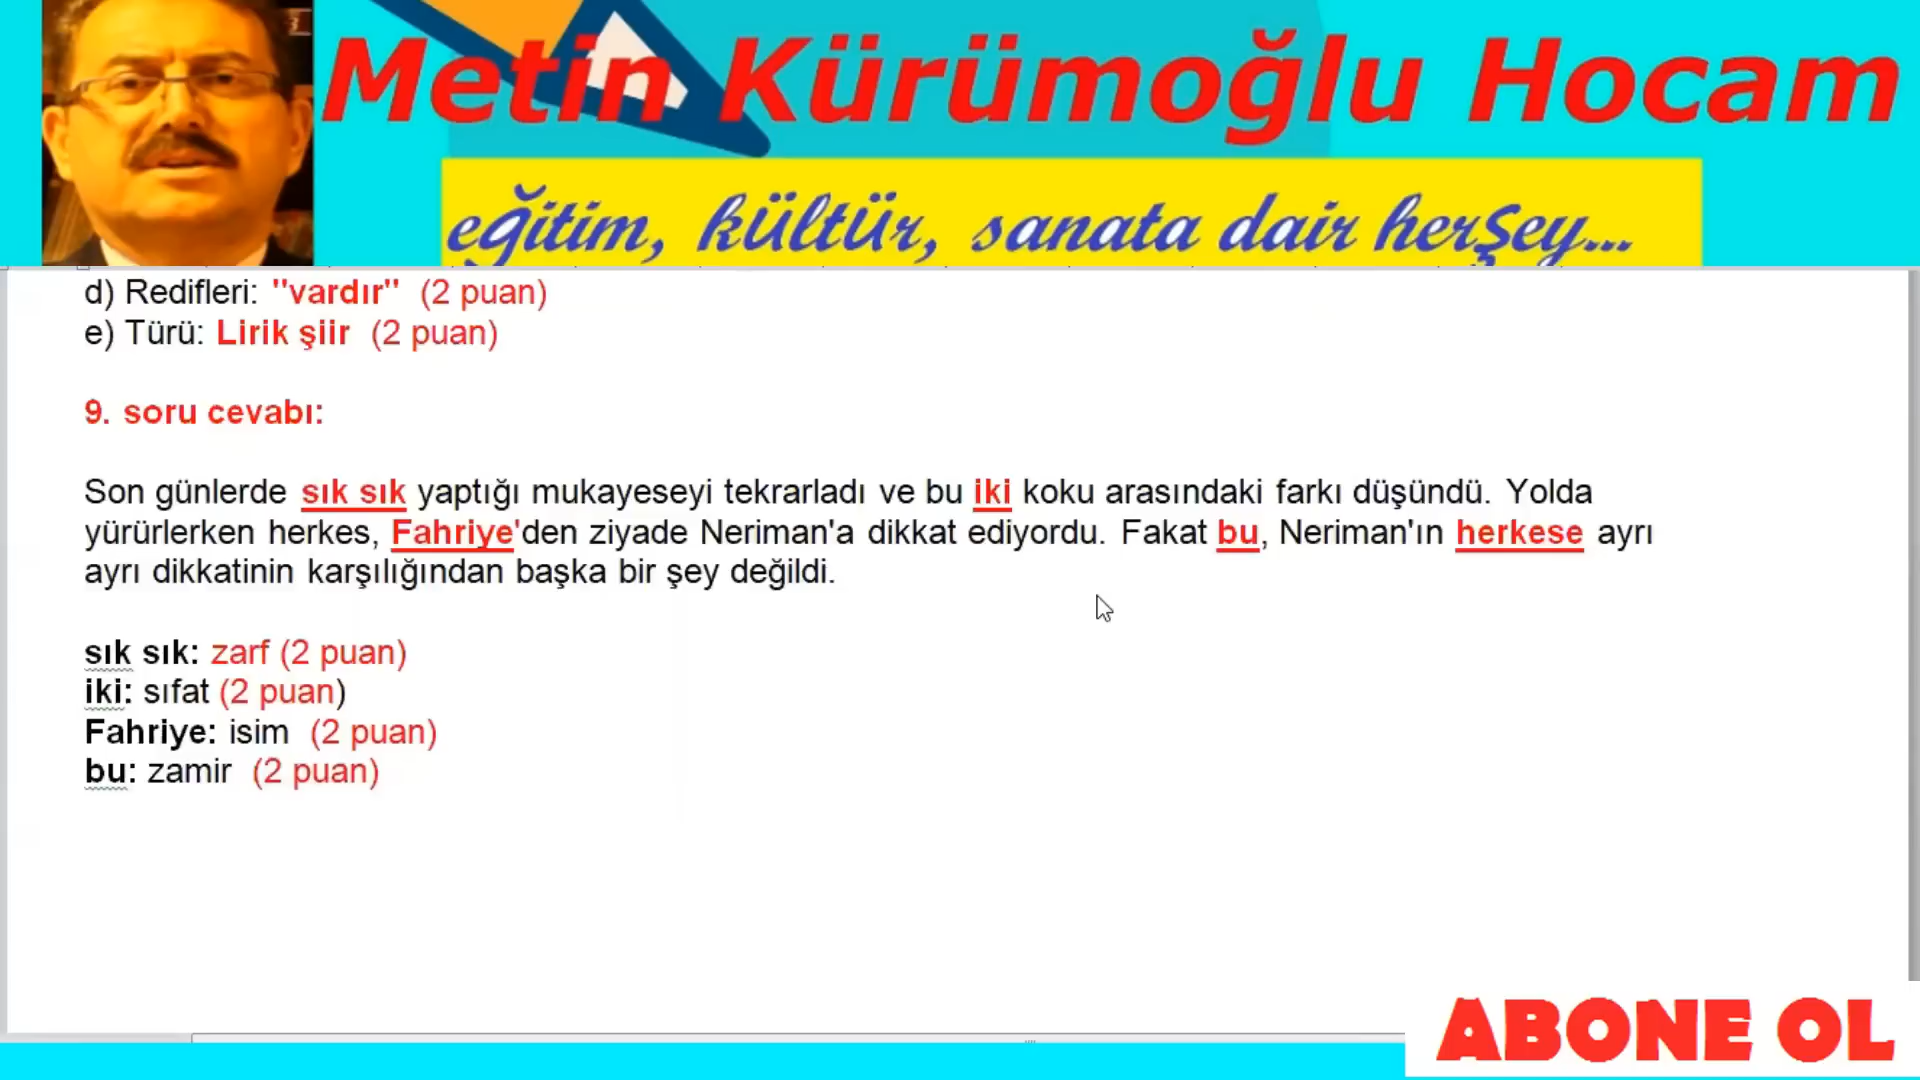 Metin Kürümoğlu Hocam
eğitim, kültür, sanata dair herşey...
d) Redifleri: "vardır" (2 puan)
e) Türü: Lirik şiir (2 puan)
9. soru cevabı:
Son günlerde sık sık yaptığı mukayeseyi tekrarladı ve bu iki koku arasındaki farkı düşündü. Yolda
yürürlerken herkes, Fahriye'den ziyade Neriman'a dikkat ediyordu. Fakat bu, Neriman'ın herkese ayrı
ayrı dikkatinin karşılığından başka bir şey değildi.
sık sık: zarf (2 puan)
iki: sıfat (2 puan)
Fahriye: isim (2 puan)
bu: zamir (2 puan)
ABONE OL